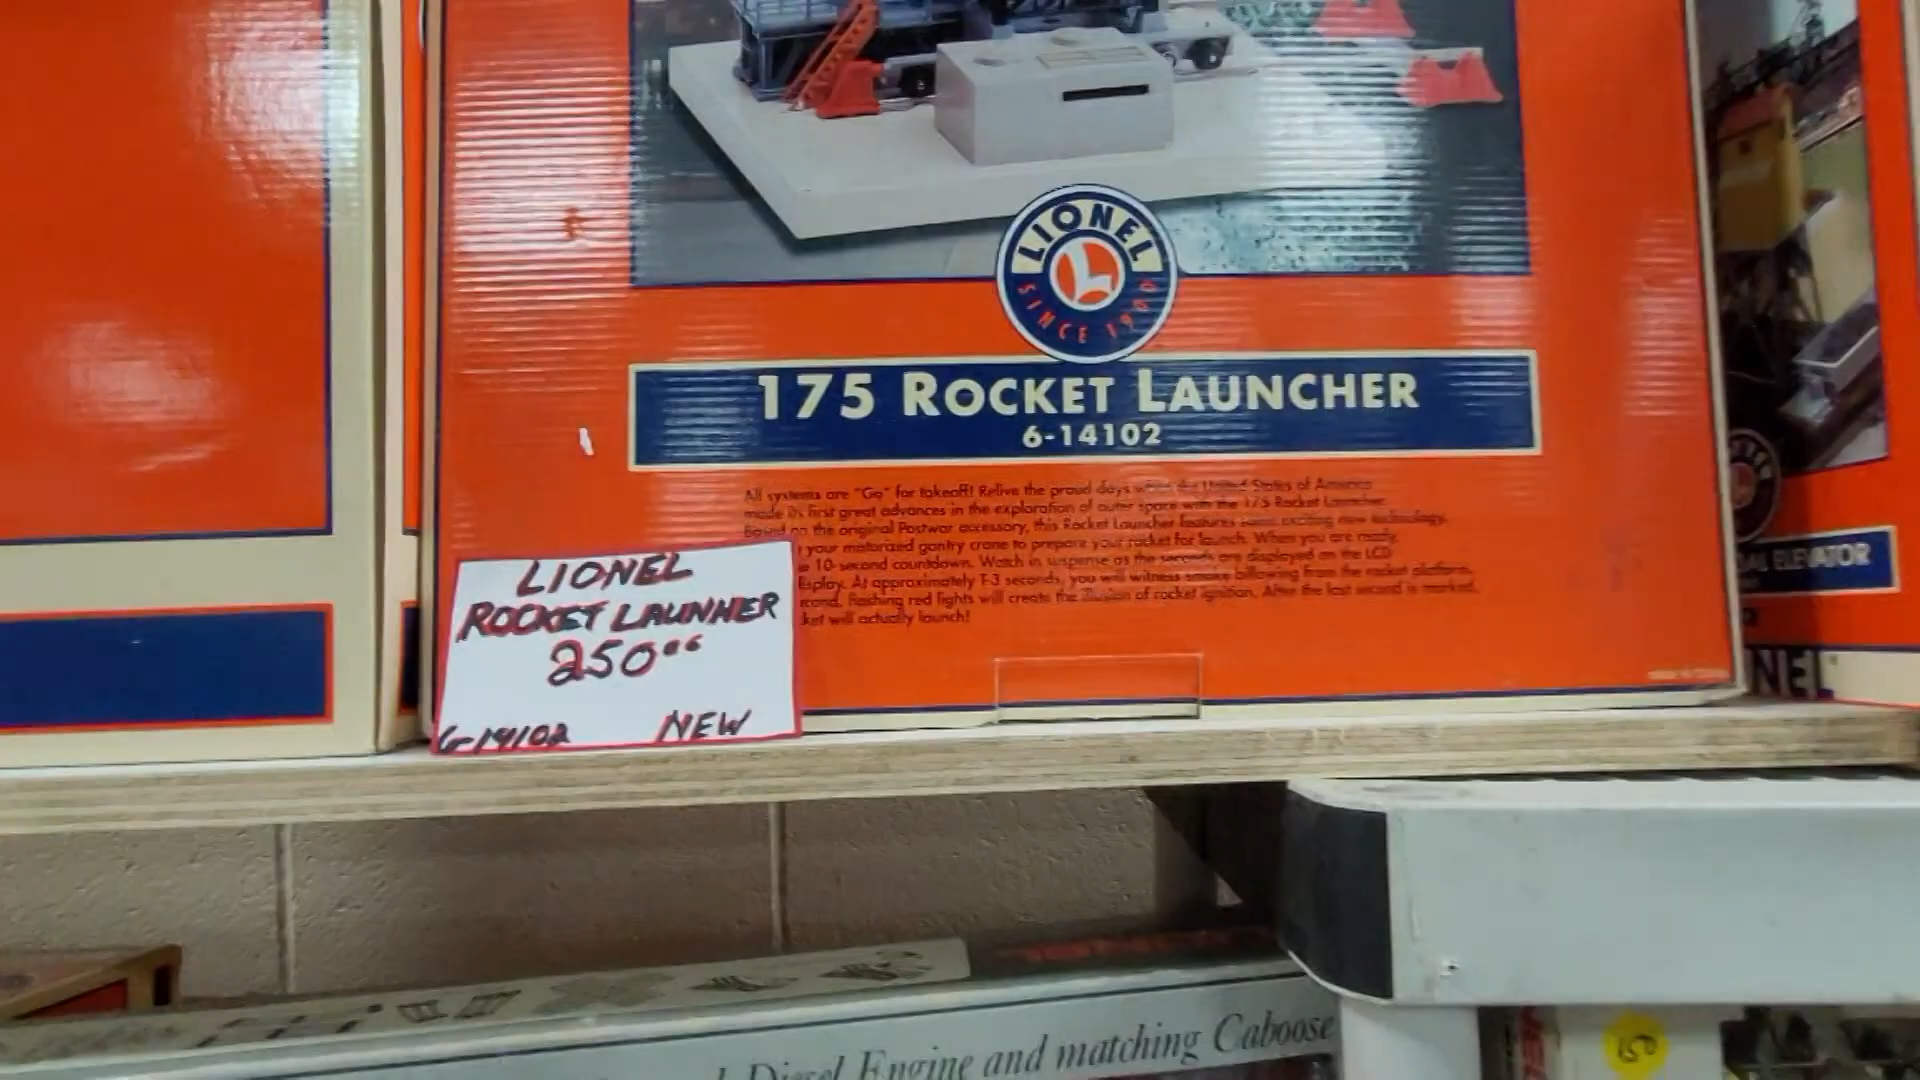 LIONEL
L
SINCE 1900
175 ROCKET LAUNCHER
6-14102
All systems are "Go" for takeoff! Relive the proud days when the United States of America
made its first great advances in the exploration of outer space with the 175 Rocket Launcher.
Based on the original Postwar accessory, this Rocket Launcher features some exciting new technology.
your motorized gantry crane to prepare your rocket for launch. When you are ready,
10-second countdown. Watch in suspense as the seconds are displayed on the LCD
At approximately T-3 seconds, you will witness smoke billowing from the rocket platform.
flashing red lights will create the illusion of rocket ignition. After the last second is marked,
will actually launch!
LIONEL
ROCKET LAUNHER
250⁰⁰
6-14102 NEW
ELEVATOR
NEL
Diesel Engine and matching Caboose
150